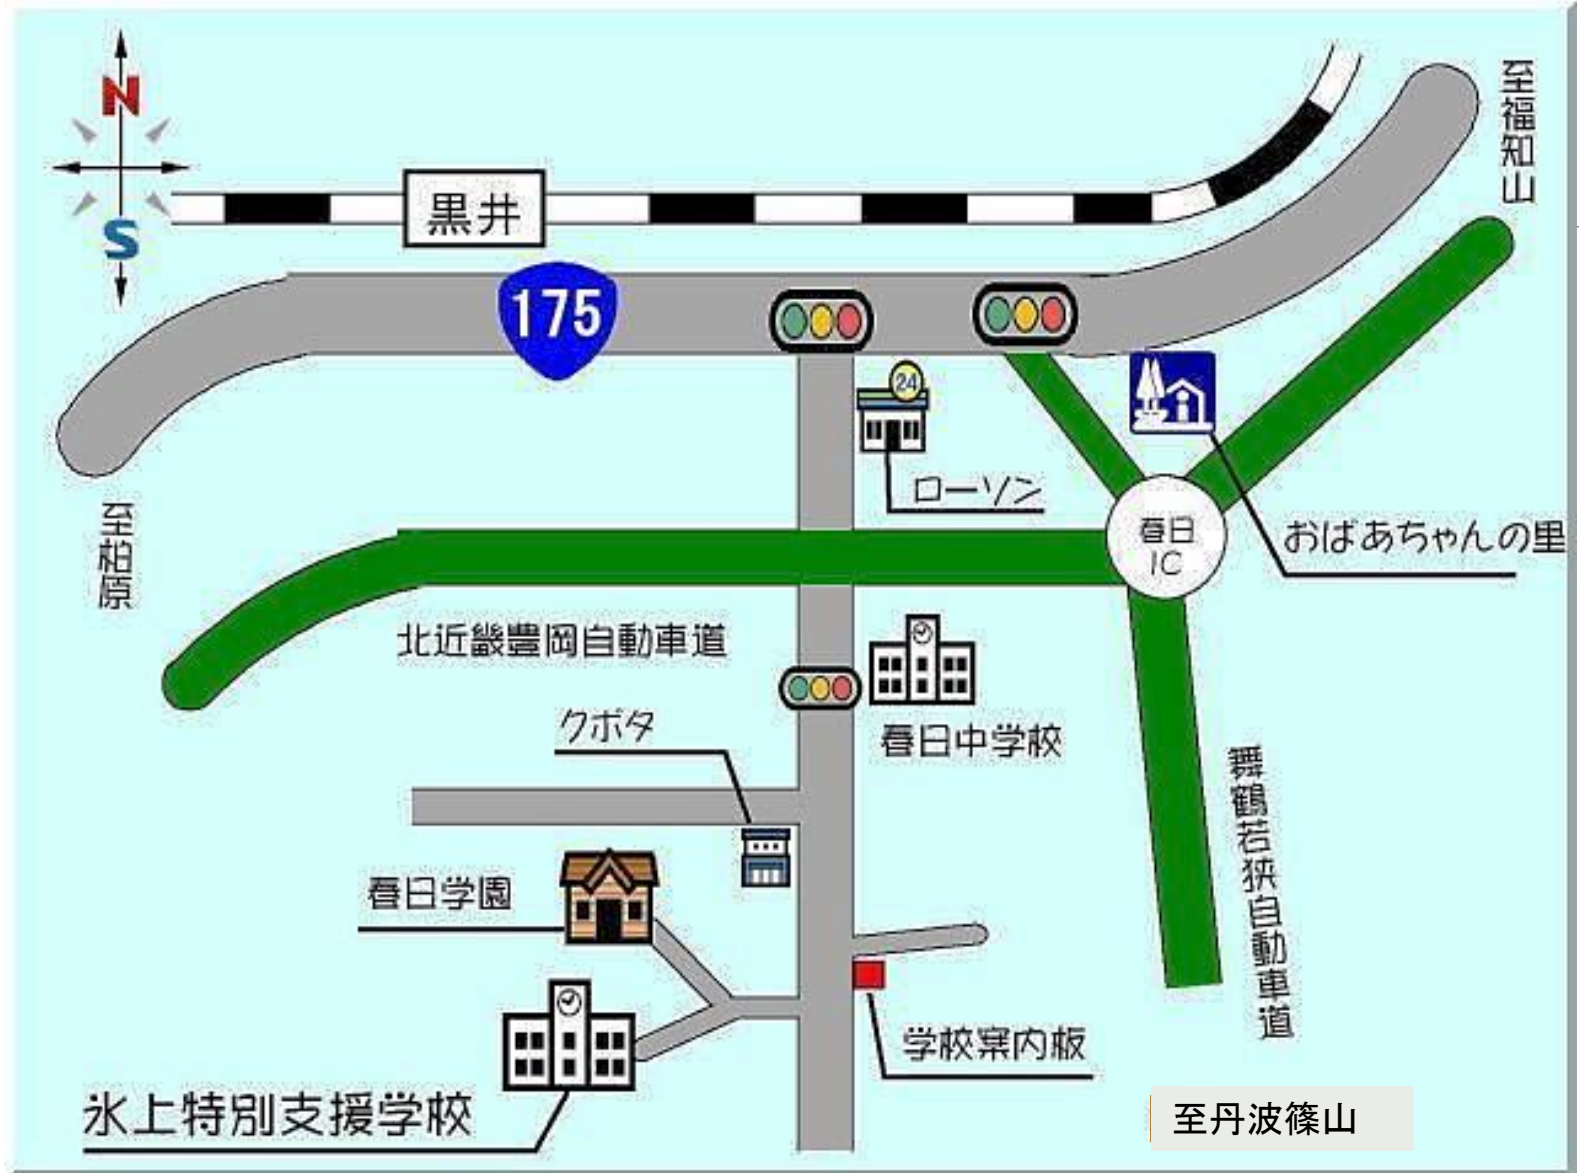 N
S
至福知山
黒井
175
24
ローソン
至柏原
春日
IC
おばあちゃんの里
北近畿豊岡自動車道
クボタ
春日中学校
舞鶴若狭自動車道
春日学園
学校案内板
氷上特別支援学校
至丹波篠山